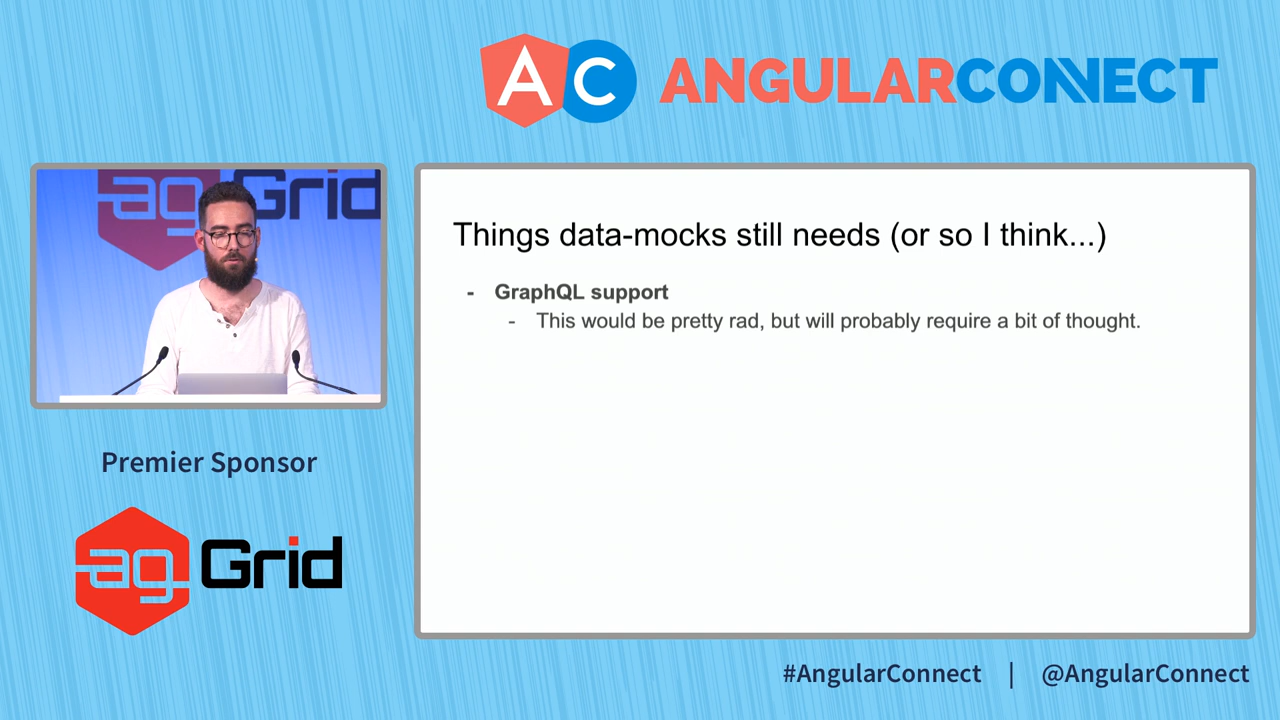 AC ANGULARCONNECT
ag Grid
Things data-mocks still needs (or so I think...)
- GraphQL support
- This would be pretty rad, but will probably require a bit of thought.
Premier Sponsor
ag Grid
#AngularConnect | @AngularConnect